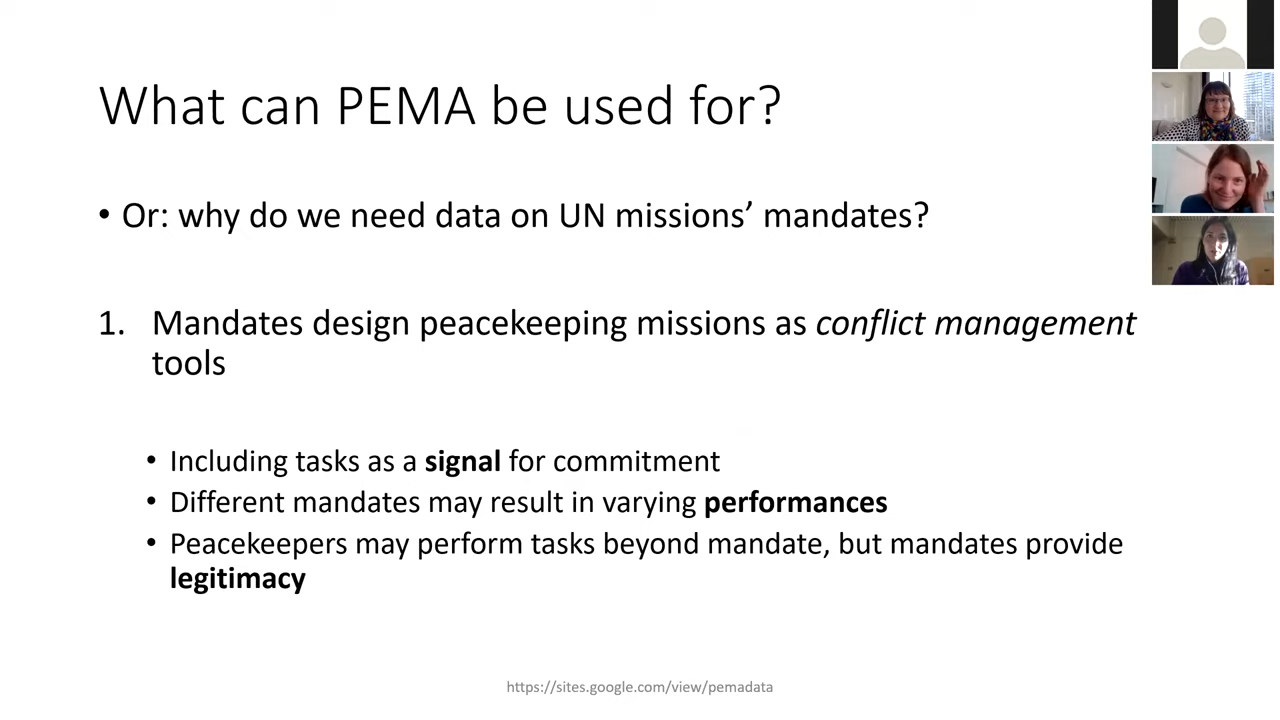 What can PEMA be used for?
• Or: why do we need data on UN missions’ mandates?
1. Mandates design peacekeeping missions as conflict management
tools
• Including tasks as a signal for commitment
• Different mandates may result in varying performances
• Peacekeepers may perform tasks beyond mandate, but mandates provide
legitimacy
https://sites.google.com/view/pemadata